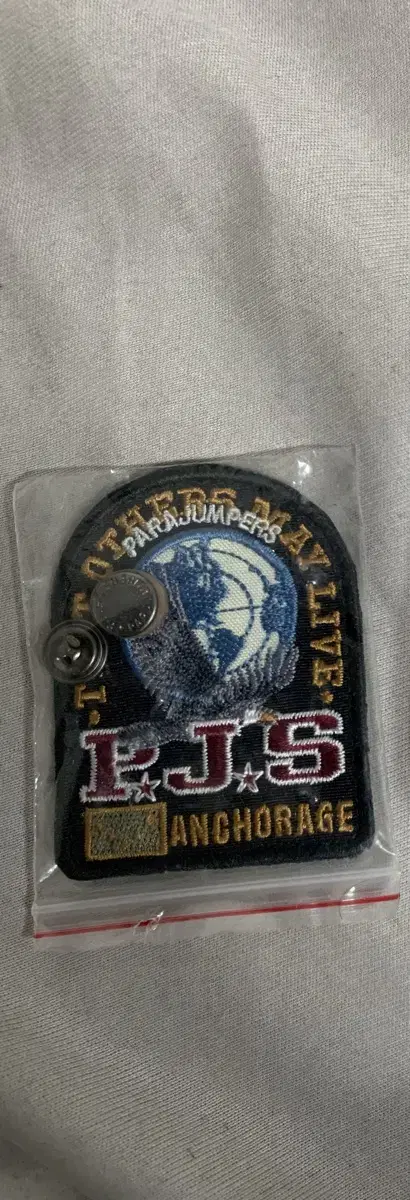 OTHERS MAY LIVE
PARAJUMPERS
P.J.S
ANCHORAGE